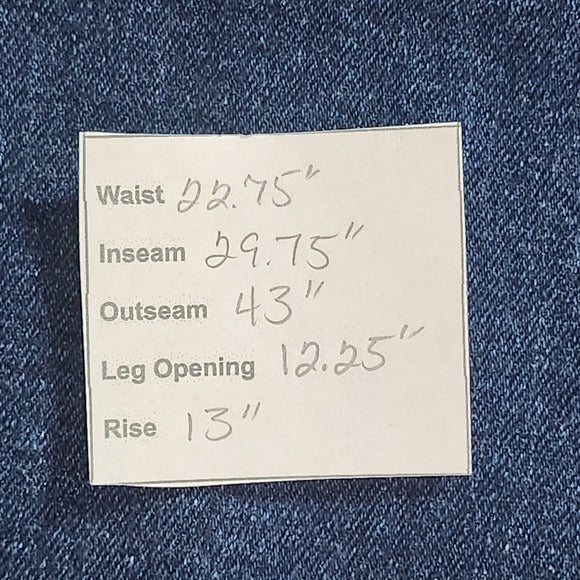 Waist 22.75"
Inseam 29.75"
Outseam 43"
Leg Opening 12.25"
Rise 13"